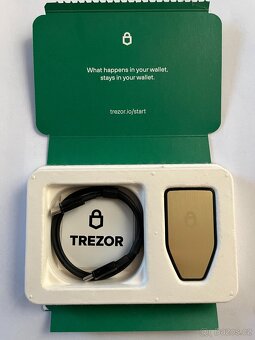 What happens in your wallet,
stays in your wallet.
trezor.io/start
TREZOR